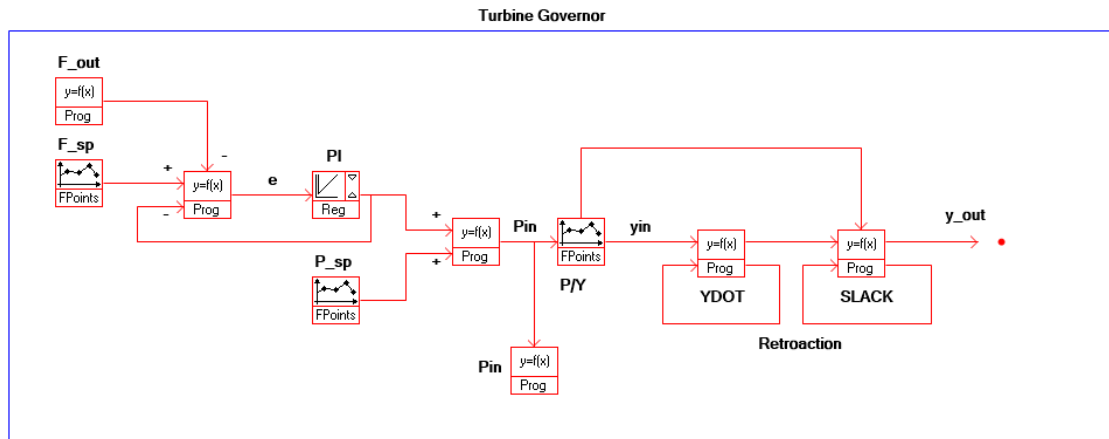 Turbine Governor
F_out
y=f(x)
Prog
F_sp
FPoints
+
-
-
y=f(x)
Prog
e
PI
Reg
P_sp
FPoints
+
+
y=f(x)
Prog
Pin
Pin
y=f(x)
Prog
FPoints
P/Y
yin
y=f(x)
Prog
YDOT
y=f(x)
Prog
SLACK
Retroaction
y_out